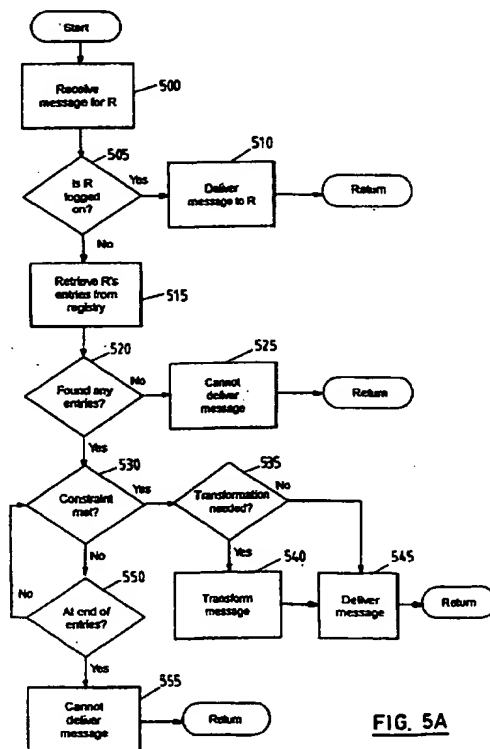 Start
Receive
message for R
500
505
Is R
logged
on?
Yes
510
Deliver
message to R
Return
No
Retrieve R's
entries from
registry
515
520
Found any
entries?
No
525
Cannot
deliver
message
Return
Yes
530
Constraint
met?
Yes
535
Transformation
needed?
No
No
Yes
540
Transform
message
545
Deliver
message
Return
No
550
At end of
entries?
Yes
555
Cannot
deliver
message
Return
FIG. 5A